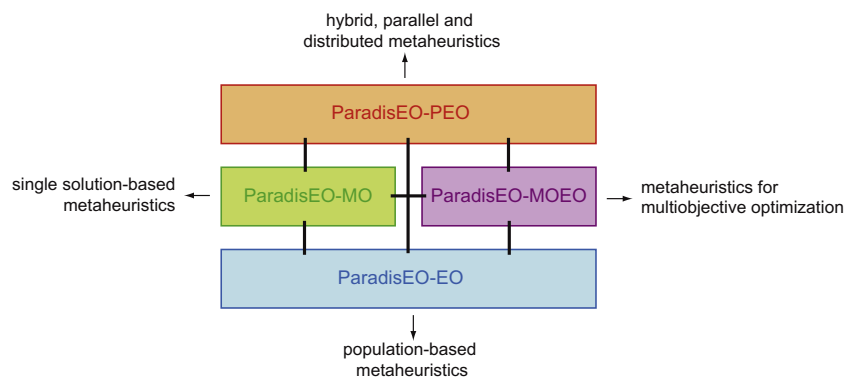 hybrid, parallel and
distributed metaheuristics
ParadisEO-PEO
single solution-based
metaheuristics
ParadisEO-MO
ParadisEO-MOEO
metaheuristics for
multiobjective optimization
ParadisEO-EO
population-based
metaheuristics